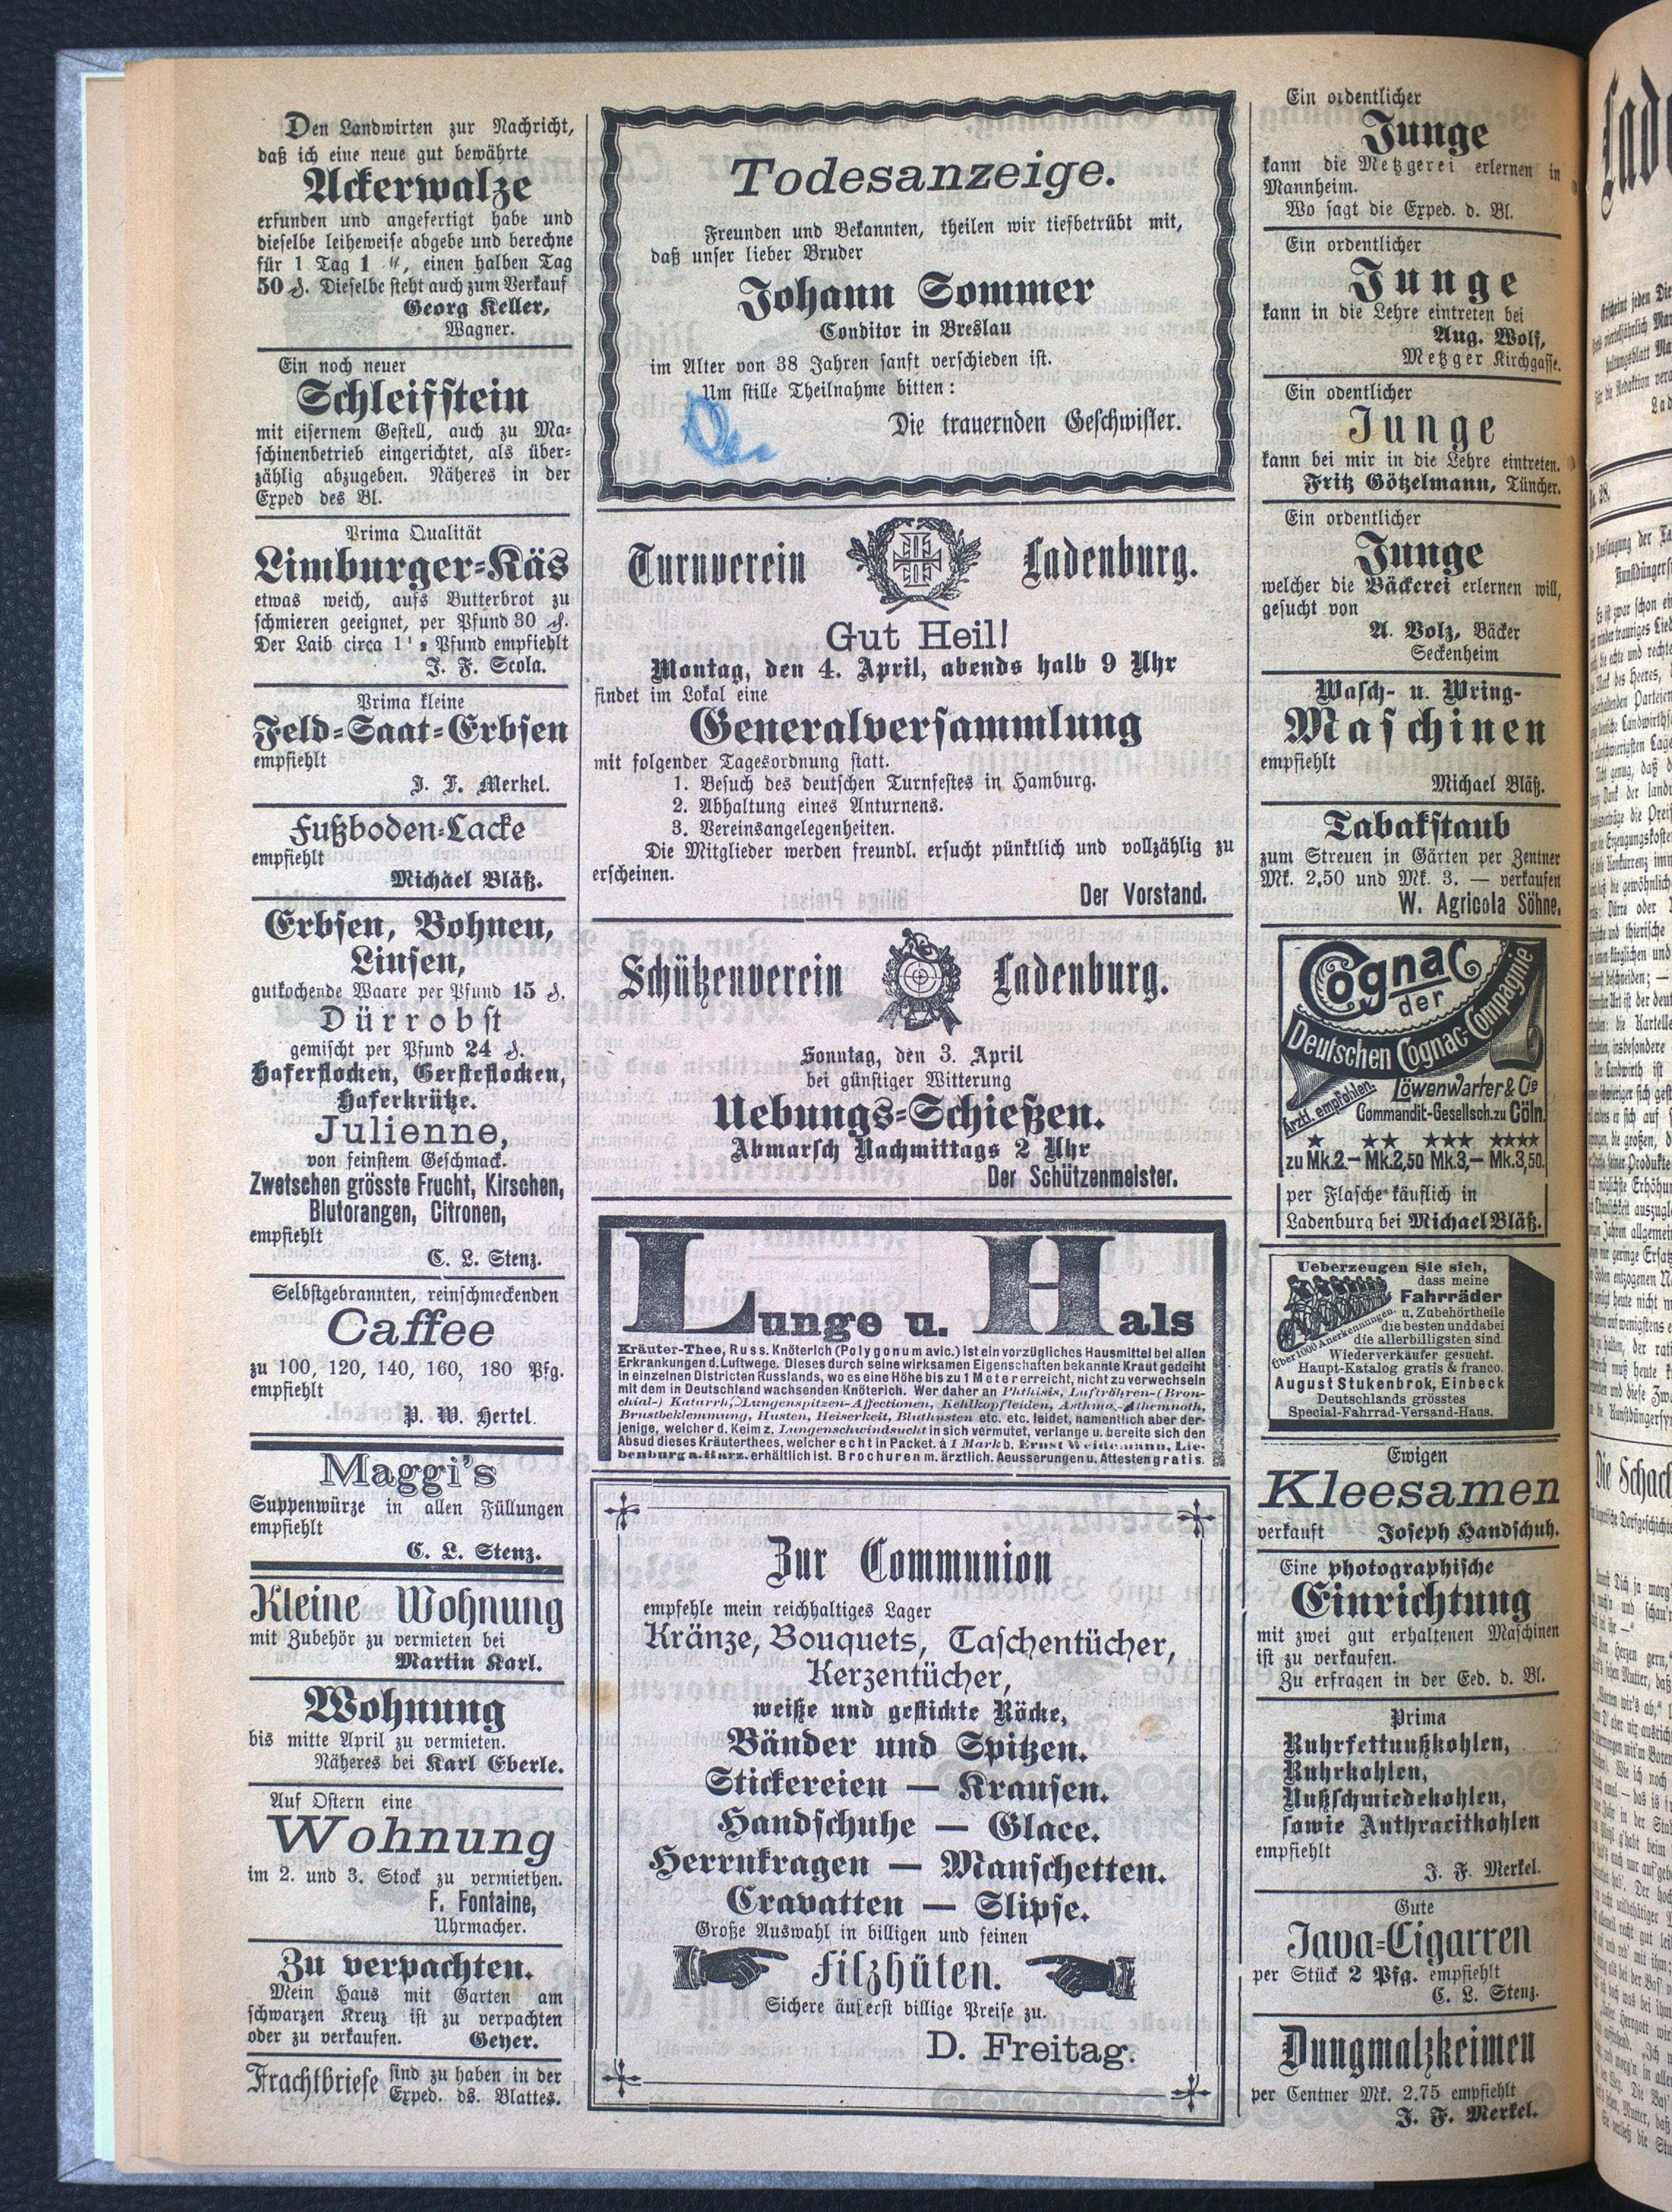 Den Landwirten zur Nachricht,
daß ich eine neue gut bewährte
Ackerwalze
erfunden und angefertigt habe und
dieselbe leiheweise abgebe und berechne
für 1 Tag 1 ℳ, einen halben Tag
50 ₰. Dieselbe steht auch zum Verkauf
Georg Keller,
Wagner.
Ein noch neuer
Schleifstein
mit eisernem Gestell, auch zu Ma-
schinenbetrieb eingerichtet, als über-
zählig abzugeben. Näheres in der
Exped des Bl.
Prima Qualität
Limburger-Käs
etwas weich, aufs Butterbrot zu
schmieren geeignet, per Pfund 30 ₰.
Der Laib circa Pfund empfiehlt
J. F. Scola.
Prima kleine
Feld-Saat-Erbsen
empfiehlt
J. F. Merkel.
Fußboden-Lacke
empfiehlt
Michael Bläß.
Erbsen, Bohnen,
Linsen,
gutkochende Waare per Pfund 15 ₰.
Dürrobst
gemischt per Pfund 24 ₰.
Haferflocken, Gersteflocken,
Haferkrütze.
Julienne,
von feinstem Geschmack.
Zwetschen grösste Frucht, Kirschen,
Blutorangen, Citronen,
empfiehlt
C. L. Stenz.
Selbstgebrannten, reinschmeckenden
Caffee
zu 100, 120, 140, 160, 180 Pfg.
empfiehlt
P. W. Hertel.
Maggi's
Suppenwürze in allen Füllungen
empfiehlt
C. L. Stenz.
Kleine Wohnung
mit Zubehör zu vermieten bei
Martin Karl.
Wohnung
bis mitte April zu vermieten.
Näheres bei Karl Eberle.
Auf Ostern eine
Wohnung
im 2. und 3. Stock zu vermiethen.
F. Fontaine,
Uhrmacher.
Zu verpachten.
Mein Haus mit Garten am
schwarzen Kreuz ist zu verpachten
oder zu verkaufen. Geyer.
Frachtbriefe sind zu haben in der
Exped. ds. Blattes.
Todesanzeige.
Freunden und Bekannten, theilen wir tiefbetrübt mit,
daß unser lieber Bruder
Johann Sommer
Conditor in Breslau
im Alter von 38 Jahren sanft verschieden ist.
Um stille Theilnahme bitten:
Die trauernden Geschwister.
Turnverein Ladenburg.
Gut Heil!
Montag, den 4. April, abends halb 9 Uhr
findet im Lokal eine
Generalversammlung
mit folgender Tagesordnung statt.
1. Besuch des deutschen Turnfestes in Hamburg.
2. Abhaltung eines Anturnens.
3. Vereinsangelegenheiten.
Die Mitglieder werden freundl. ersucht pünktlich und vollzählig zu
erscheinen.
Der Vorstand.
Schützenverein Ladenburg.
Sonntag, den 3. April
bei günstiger Witterung
Uebungs-Schießen.
Abmarsch Nachmittags 2 Uhr
Der Schützenmeister.
Lunge u. Hals
Kräuter-Thee, Russ. Knöterich (Polygonum avic.) ist ein vorzügliches Hausmittel bei allen
Erkrankungen d. Luftwege. Dieses durch seine wirksamen Eigenschaften bekannte Kraut gedeiht
in einzelnen Districten Russlands, wo es eine Höhe bis zu 1 Meter erreicht, nicht zu verwechseln
mit dem in Deutschland wachsenden Knöterich. Wer daher an Phthisis, Luftröhren-(Bron-
chial-) Katarrh, Lungenspitzen-Affectionen, Kehlkopfleiden, Asthma, Athemnoth,
Brustbeklemmung, Husten, Heiserkeit, Bluthusten etc. etc. leidet, namentlich aber der-
jenige, welcher d. Keim z. Lungenschwindsucht in sich vermutet, verlange u. bereite sich den
Absud dieses Kräuterthees, welcher echt in Packet. à 1 Mark b. Ernst Weidemann, Lie-
benburg a. Harz, erhältlich ist. Brochuren m. ärztlich. Aeusserungen u. Attesten gratis.
Zur Communion
empfehle mein reichhaltiges Lager
Kränze, Bouquets, Taschentücher,
Kerzentücher,
weiße und gestickte Röcke,
Bänder und Spitzen.
Stickereien — Krausen.
Handschuhe — Glace.
Herrnkragen — Manschetten.
Cravatten — Slipse.
Große Auswahl in billigen und feinen
Filzhüten.
Sichere äuserst billige Preise zu.
D. Freitag.
Ein ordentlicher
Junge
kann die Metzgerei erlernen in
Mannheim.
Wo sagt die Exped. d. Bl.
Ein ordentlicher
Junge
kann in die Lehre eintreten bei
Aug. Wolf,
Metzger Kirchgasse.
Ein odentlicher
Junge
kann bei mir in die Lehre eintreten.
Fritz Götzelmann, Tüncher.
Ein ordentlicher
Junge
welcher die Bäckerei erlernen will,
gesucht von
A. Volz, Bäcker
Seckenheim
Wasch- u. Wring-
Maschinen
empfiehlt
Michael Bläß.
Tabakstaub
zum Streuen in Gärten per Zentner
Mk. 2,50 und Mk. 3. — verkaufen
W. Agricola Söhne.
Cognac
der
Deutschen Cognac-Compagnie
Löwenwarter & Cie
Ärztl. empfohlen.
Commandit-Gesellsch. zu Cöln.
★ ★★ ★★★ ★★★★
zu Mk. 2.— Mk. 2,50 Mk. 3,— Mk. 3,50.
per Flasche käuflich in
Ladenburg bei Michael Bläß.
Ueberzeugen Sie sich,
dass meine
Fahrräder
u. Zubehörtheile
die besten und dabei
die allerbilligsten sind.
Über 1000 Anerkennungen.
Wiederverkäufer gesucht.
Haupt-Katalog gratis & franco.
August Stukenbrok, Einbeck
Deutschlands grösstes
Special-Fahrrad-Versand-Haus.
Ewigen
Kleesamen
verkauft Joseph Handschuh.
Eine photographische
Einrichtung
mit zwei gut erhaltenen Maschinen
ist zu verkaufen.
Zu erfragen in der Eed. d. Bl.
Prima
Ruhrfettnußkohlen,
Ruhrkohlen,
Nußschmiedekohlen,
sowie Anthracitkohlen
empfiehlt
J. F. Merkel.
Gute
Java-Cigarren
per Stück 2 Pfg. empfiehlt
C. L. Stenz.
Dungmalzkeimen
per Centner Mk. 2.75 empfiehlt
J. F. Merkel.